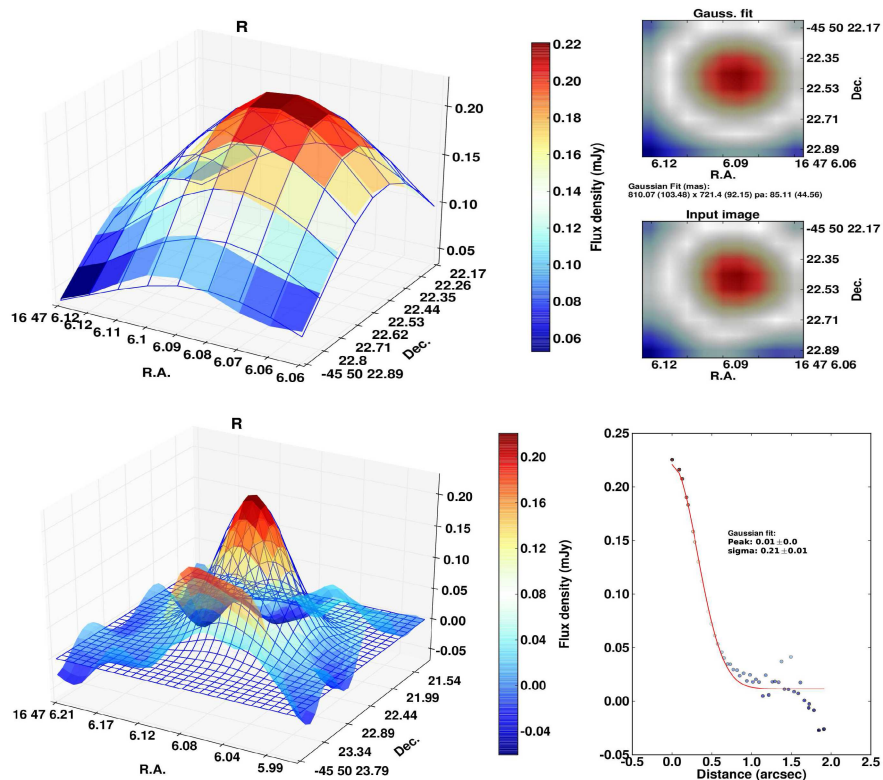 R
0.20
0.15
0.10
0.05
16 47 6.12
6.12
6.11
6.1
6.09
6.08
6.07
6.06
6.06
R.A.
22.17
22.26
22.35
22.44
22.53
22.62
22.71
22.8
-45 50 22.89
Dec.
0.22
0.20
0.18
0.16
0.14
0.12
0.10
0.08
0.06
Flux density (mJy)
Gauss. fit
-45 50 22.17
22.35
22.53
22.71
22.89
Dec.
6.12
6.09
16 47 6.06
R.A.
Gaussian Fit (mas):
810.07 (103.48) x 721.4 (92.15) pa: 85.11 (44.56)
Input image
-45 50 22.17
22.35
22.53
22.71
22.89
Dec.
6.12
6.09
16 47 6.06
R.A.
R
0.20
0.15
0.10
0.05
0.00
-0.05
16 47 6.21
6.17
6.12
6.08
6.04
5.99
R.A.
21.54
21.99
22.44
22.89
23.34
-45 50 23.79
Dec.
0.20
0.16
0.12
0.08
0.04
0.00
-0.04
Flux density (mJy)
0.25
0.20
0.15
0.10
0.05
0.00
-0.05
Gaussian fit:
Peak: 0.01 ±0.0
sigma: 0.21 ±0.01
-0.5
0.0
0.5
1.0
1.5
2.0
2.5
Distance (arcsec)